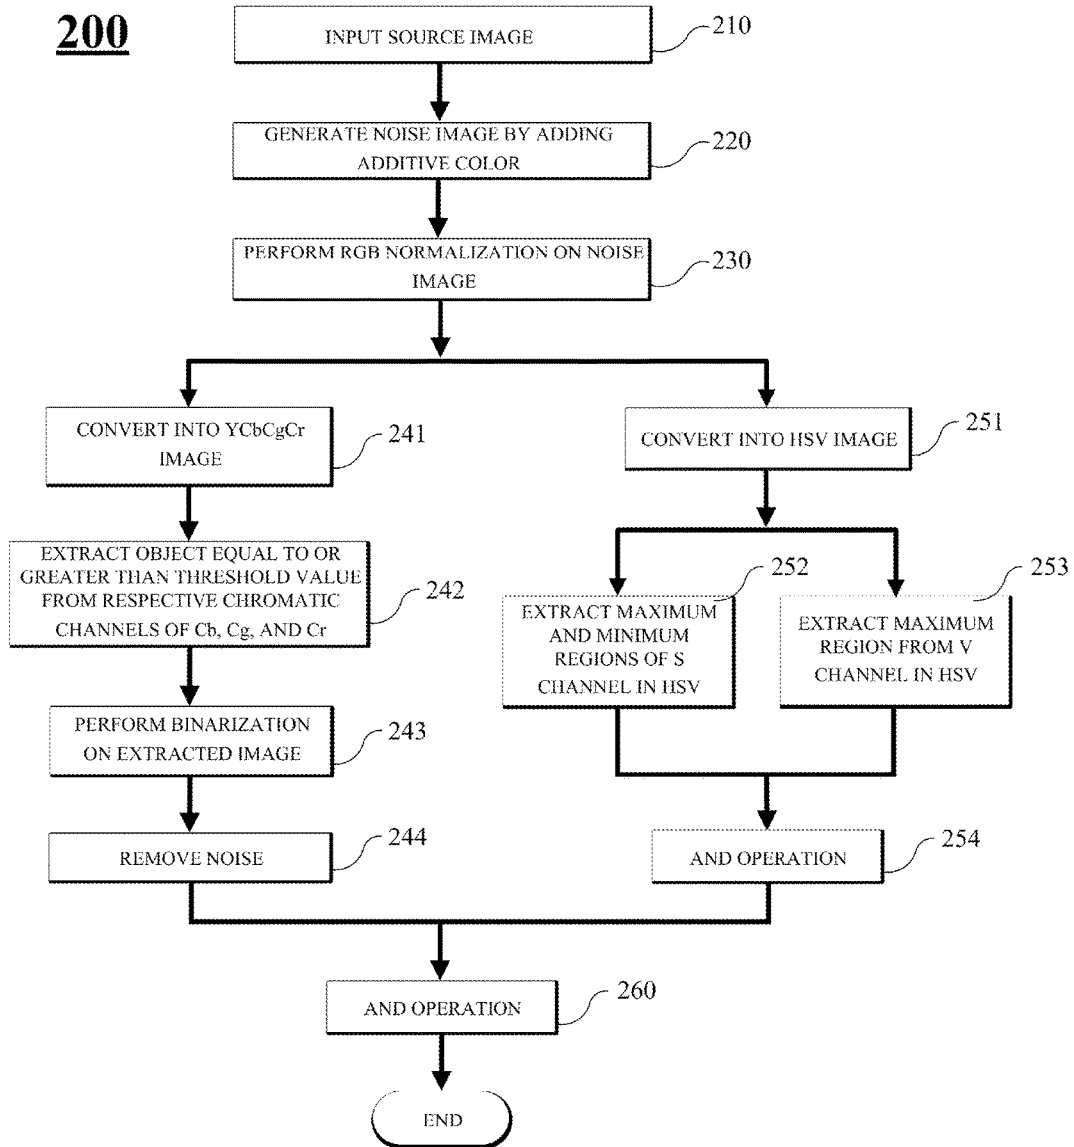 200
INPUT SOURCE IMAGE
210
GENERATE NOISE IMAGE BY ADDING
ADDITIVE COLOR
220
PERFORM RGB NORMALIZATION ON NOISE
IMAGE
230
CONVERT INTO YCbCgCr
IMAGE
241
CONVERT INTO HSV IMAGE
251
EXTRACT OBJECT EQUAL TO OR
GREATER THAN THRESHOLD VALUE
FROM RESPECTIVE CHROMATIC
CHANNELS OF Cb, Cg, AND Cr
242
252
EXTRACT MAXIMUM
AND MINIMUM
REGIONS OF S
CHANNEL IN HSV
253
EXTRACT MAXIMUM
REGION FROM V
CHANNEL IN HSV
PERFORM BINARIZATION
ON EXTRACTED IMAGE
243
REMOVE NOISE
244
AND OPERATION
254
AND OPERATION
260
END